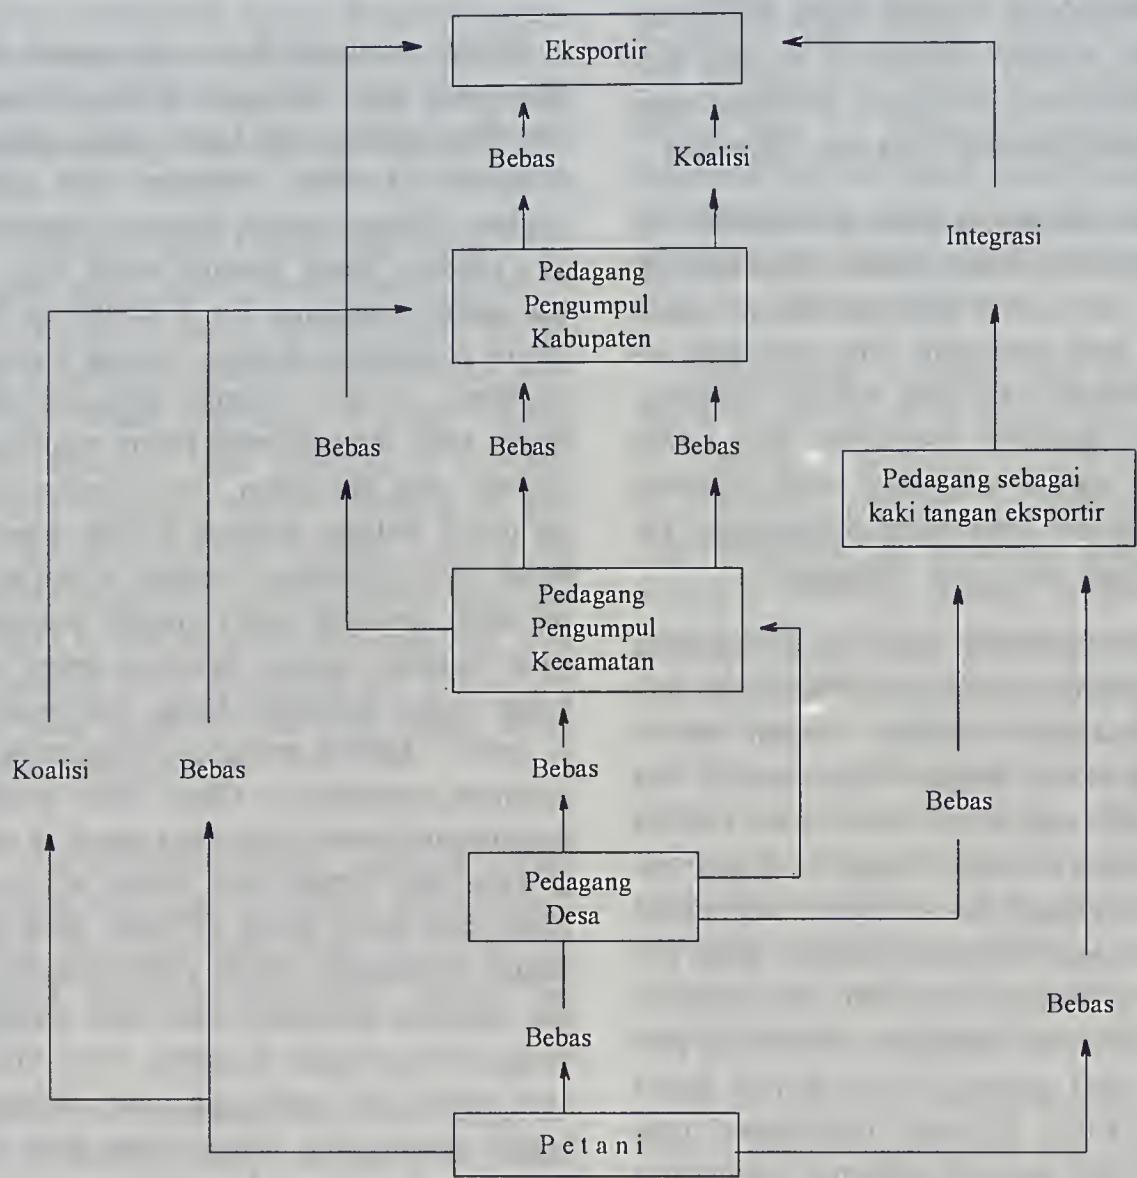 Eksportir
Bebas
Koalisi
Integrasi
Pedagang
Pengumpul
Kabupaten
Bebas
Bebas
Bebas
Pedagang sebagai
kaki tangan eksportir
Pedagang
Pengumpul
Kecamatan
Koalisi
Bebas
Bebas
Bebas
Pedagang
Desa
Bebas
Bebas
P e t a n i